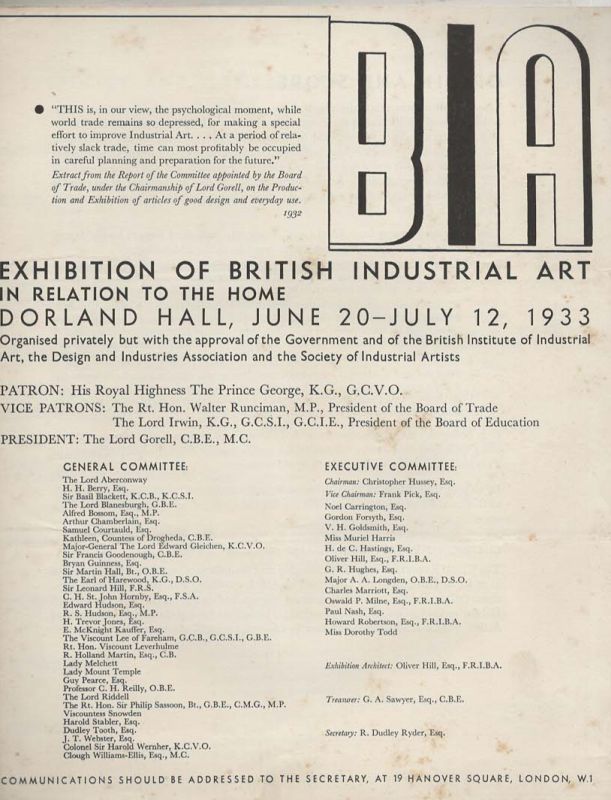 BIA
● “THIS is, in our view, the psychological moment, while
world trade remains so depressed, for making a special
effort to improve Industrial Art. . . . At a period of rela-
tively slack trade, time can most profitably be occupied
in careful planning and preparation for the future.”
Extract from the Report of the Committee appointed by the Board
of Trade, under the Chairmanship of Lord Gorell, on the Produc-
tion and Exhibition of articles of good design and everyday use.
1932
EXHIBITION OF BRITISH INDUSTRIAL ART
IN RELATION TO THE HOME
DORLAND HALL, JUNE 20–JULY 12, 1933
Organised privately but with the approval of the Government and of the British Institute of Industrial
Art, the Design and Industries Association and the Society of Industrial Artists
PATRON: His Royal Highness The Prince George, K.G., G.C.V.O.
VICE PATRONS: The Rt. Hon. Walter Runciman, M.P., President of the Board of Trade
The Lord Irwin, K.G., G.C.S.I., G.C.I.E., President of the Board of Education
PRESIDENT: The Lord Gorell, C.B.E., M.C.
GENERAL COMMITTEE:
The Lord Aberconway
H. H. Berry, Esq.
Sir Basil Blackett, K.C.B., K.C.S.I.
The Lord Blanesburgh, G.B.E.
Alfred Bossom, Esq., M.P.
Arthur Chamberlain, Esq.
Samuel Courtauld, Esq.
Kathleen, Countess of Drogheda, C.B.E.
Major-General The Lord Edward Gleichen, K.C.V.O.
Sir Francis Goodenough, C.B.E.
Bryan Guinness, Esq.
Sir Martin Hall, Bt., O.B.E.
The Earl of Harewood, K.G., D.S.O.
Sir Leonard Hill, F.R.S.
C. H. St. John Hornby, Esq., F.S.A.
Edward Hudson, Esq.
R. S. Hudson, Esq., M.P.
H. Trevor Jones, Esq.
E. McKnight Kauffer, Esq.
The Viscount Lee of Fareham, G.C.B., G.C.S.I., G.B.E.
Rt. Hon. Viscount Leverhulme
R. Holland Martin, Esq., C.B.
Lady Melchett
Lady Mount Temple
Guy Pearce, Esq.
Professor C. H. Reilly, O.B.E.
The Lord Riddell
The Rt. Hon. Sir Philip Sassoon, Bt., G.B.E., C.M.G., M.P.
Viscountess Snowden
Harold Stabler, Esq.
Dudley Tooth, Esq.
J. T. Webster, Esq.
Colonel Sir Harold Wernher, K.C.V.O.
Clough Williams-Ellis, Esq., M.C.
EXECUTIVE COMMITTEE:
Chairman: Christopher Hussey, Esq.
Vice Chairman: Frank Pick, Esq.
Noel Carrington, Esq.
Gordon Forsyth, Esq.
V. H. Goldsmith, Esq.
Miss Muriel Harris
H. de C. Hastings, Esq.
Oliver Hill, Esq., F.R.I.B.A.
G. R. Hughes, Esq.
Major A. A. Longden, O.B.E., D.S.O.
Charles Marriott, Esq.
Oswald P. Milne, Esq., F.R.I.B.A.
Paul Nash, Esq.
Howard Robertson, Esq., F.R.I.B.A.
Miss Dorothy Todd
Exhibition Architect: Oliver Hill, Esq., F.R.I.B.A.
Treasurer: G. A. Sawyer, Esq., C.B.E.
Secretary: R. Dudley Ryder, Esq.
COMMUNICATIONS SHOULD BE ADDRESSED TO THE SECRETARY, AT 19 HANOVER SQUARE, LONDON, W.1